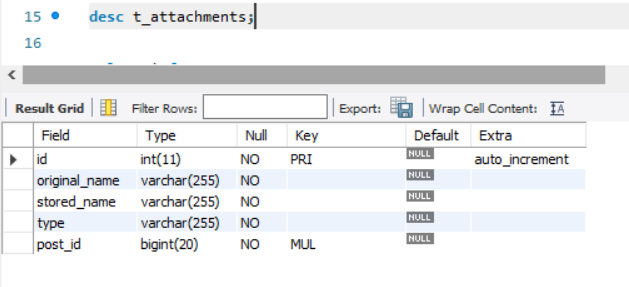 15 desc t_attachments;
16
Result Grid Filter Rows: Export: Wrap Cell Content:
Field Type Null Key Default Extra
id int(11) NO PRI NULL auto_increment
original_name varchar(255) NO NULL
stored_name varchar(255) NO NULL
type varchar(255) NO NULL
post_id bigint(20) NO MUL NULL